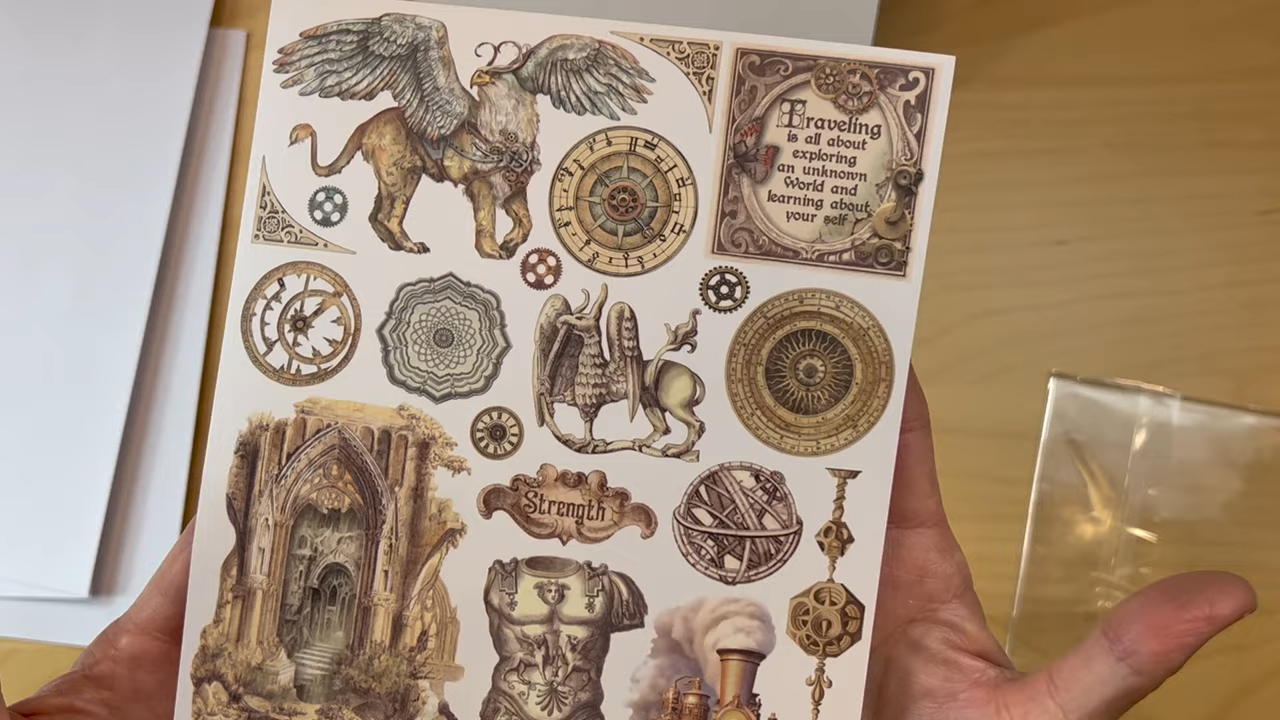 Traveling
is all about
exploring
an unknown
World and
learning about
your self
Strength